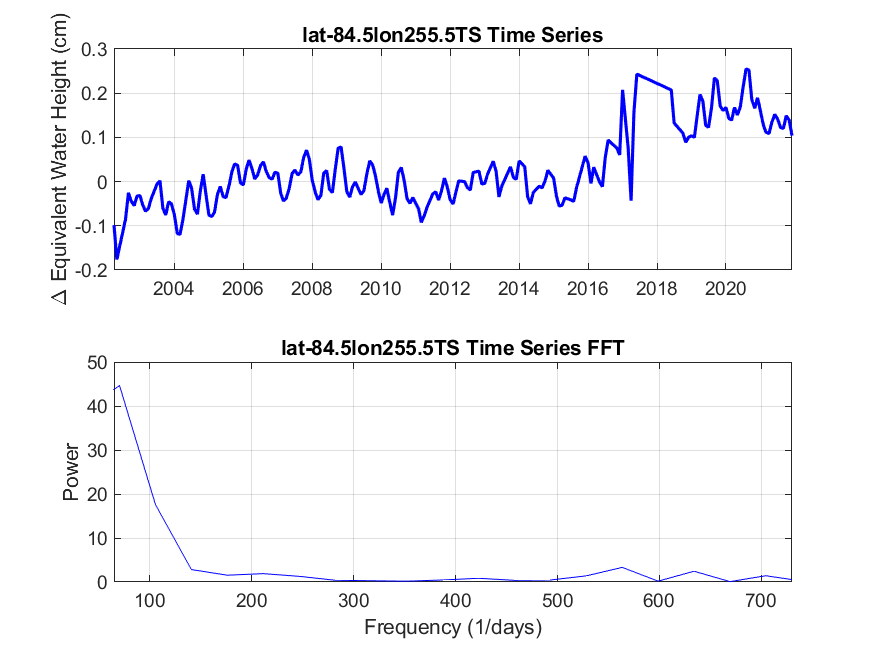 lat-84.5lon255.5TS Time Series
Δ Equivalent Water Height (cm)
0.3
0.2
0.1
0
-0.1
-0.2
2004 2006 2008 2010 2012 2014 2016 2018 2020
lat-84.5lon255.5TS Time Series FFT
Power
50
40
30
20
10
0
100 200 300 400 500 600 700
Frequency (1/days)